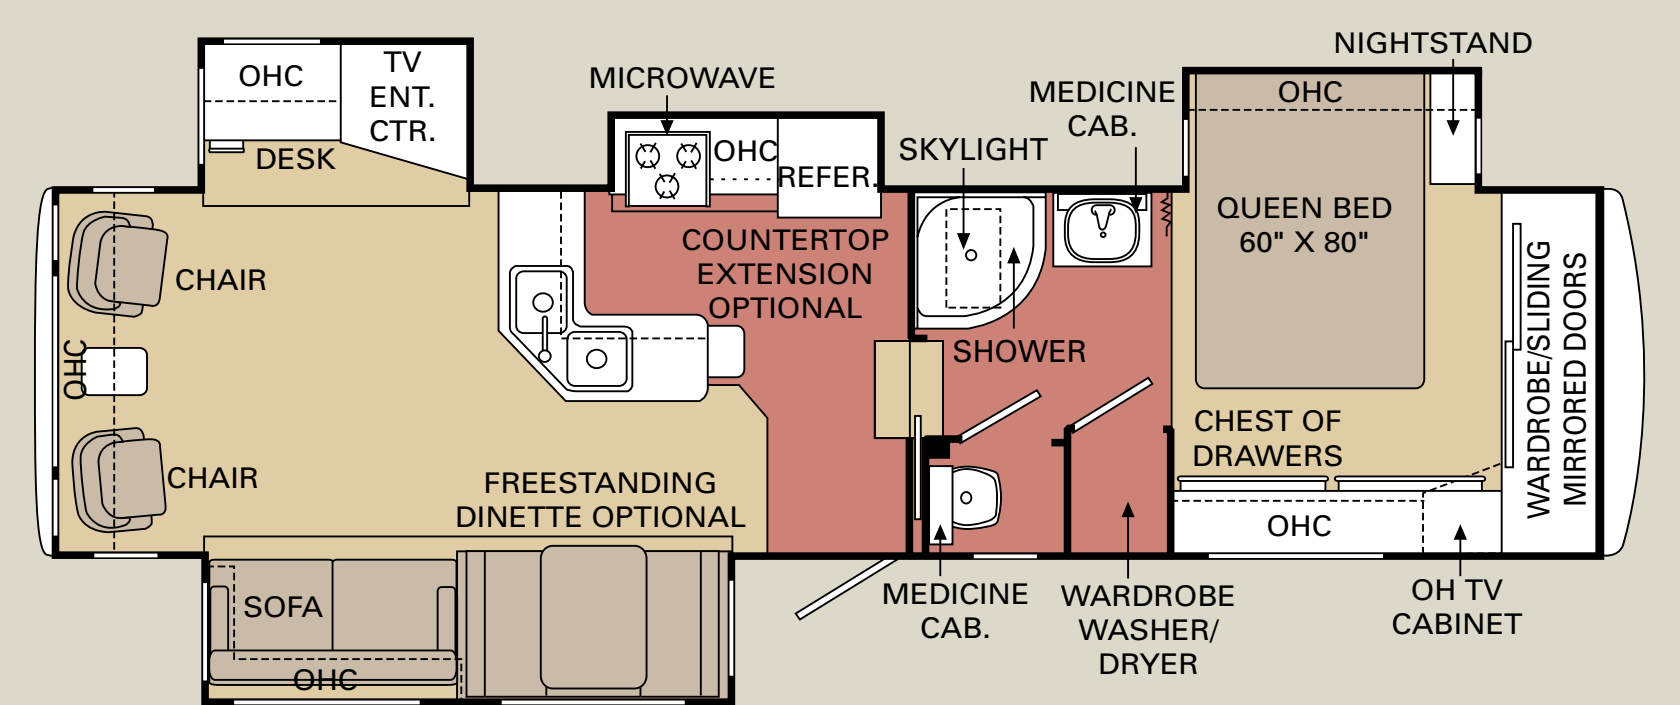 OHC
TV
ENT.
CTR.
DESK
MICROWAVE
OHC
REFER.
SKYLIGHT
MEDICINE
CAB.
NIGHTSTAND
OHC
QUEEN BED
60" X 80"
CHAIR
OHC
CHAIR
COUNTERTOP
EXTENSION
OPTIONAL
SHOWER
CHEST OF
DRAWERS
WARDROBE/SLIDING
MIRRORED DOORS
FREESTANDING
DINETTE OPTIONAL
OHC
SOFA
OHC
MEDICINE
CAB.
WARDROBE
WASHER/
DRYER
OH TV
CABINET